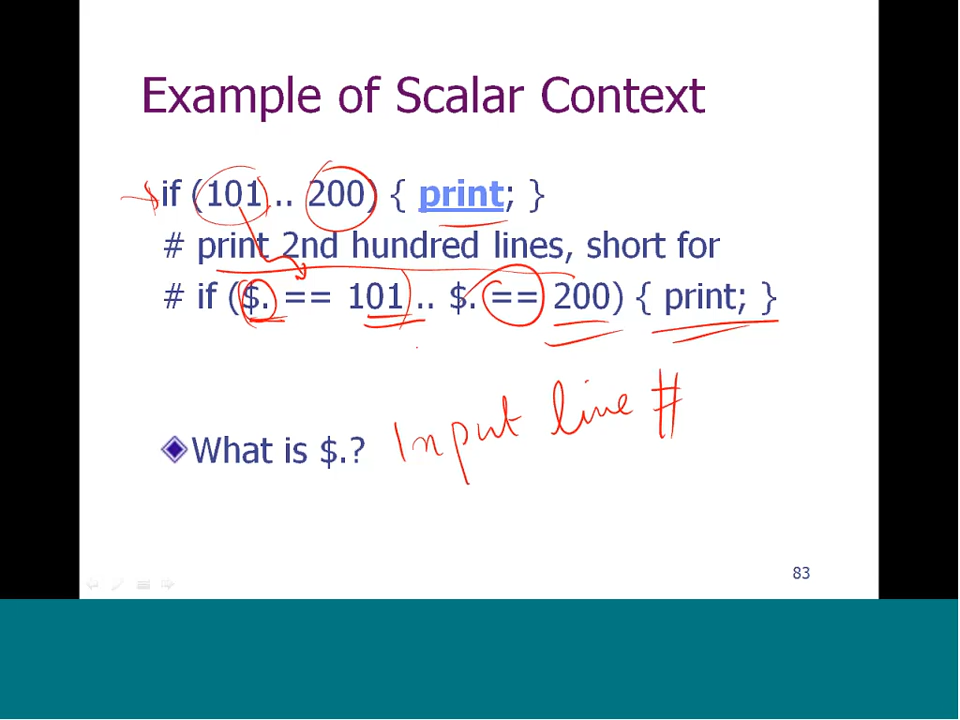 Example of Scalar Context
if (101 .. 200) { print; }
# print 2nd hundred lines, short for
# if ($. == 101 .. $. == 200) { print; }
What is $.? Input line #
83